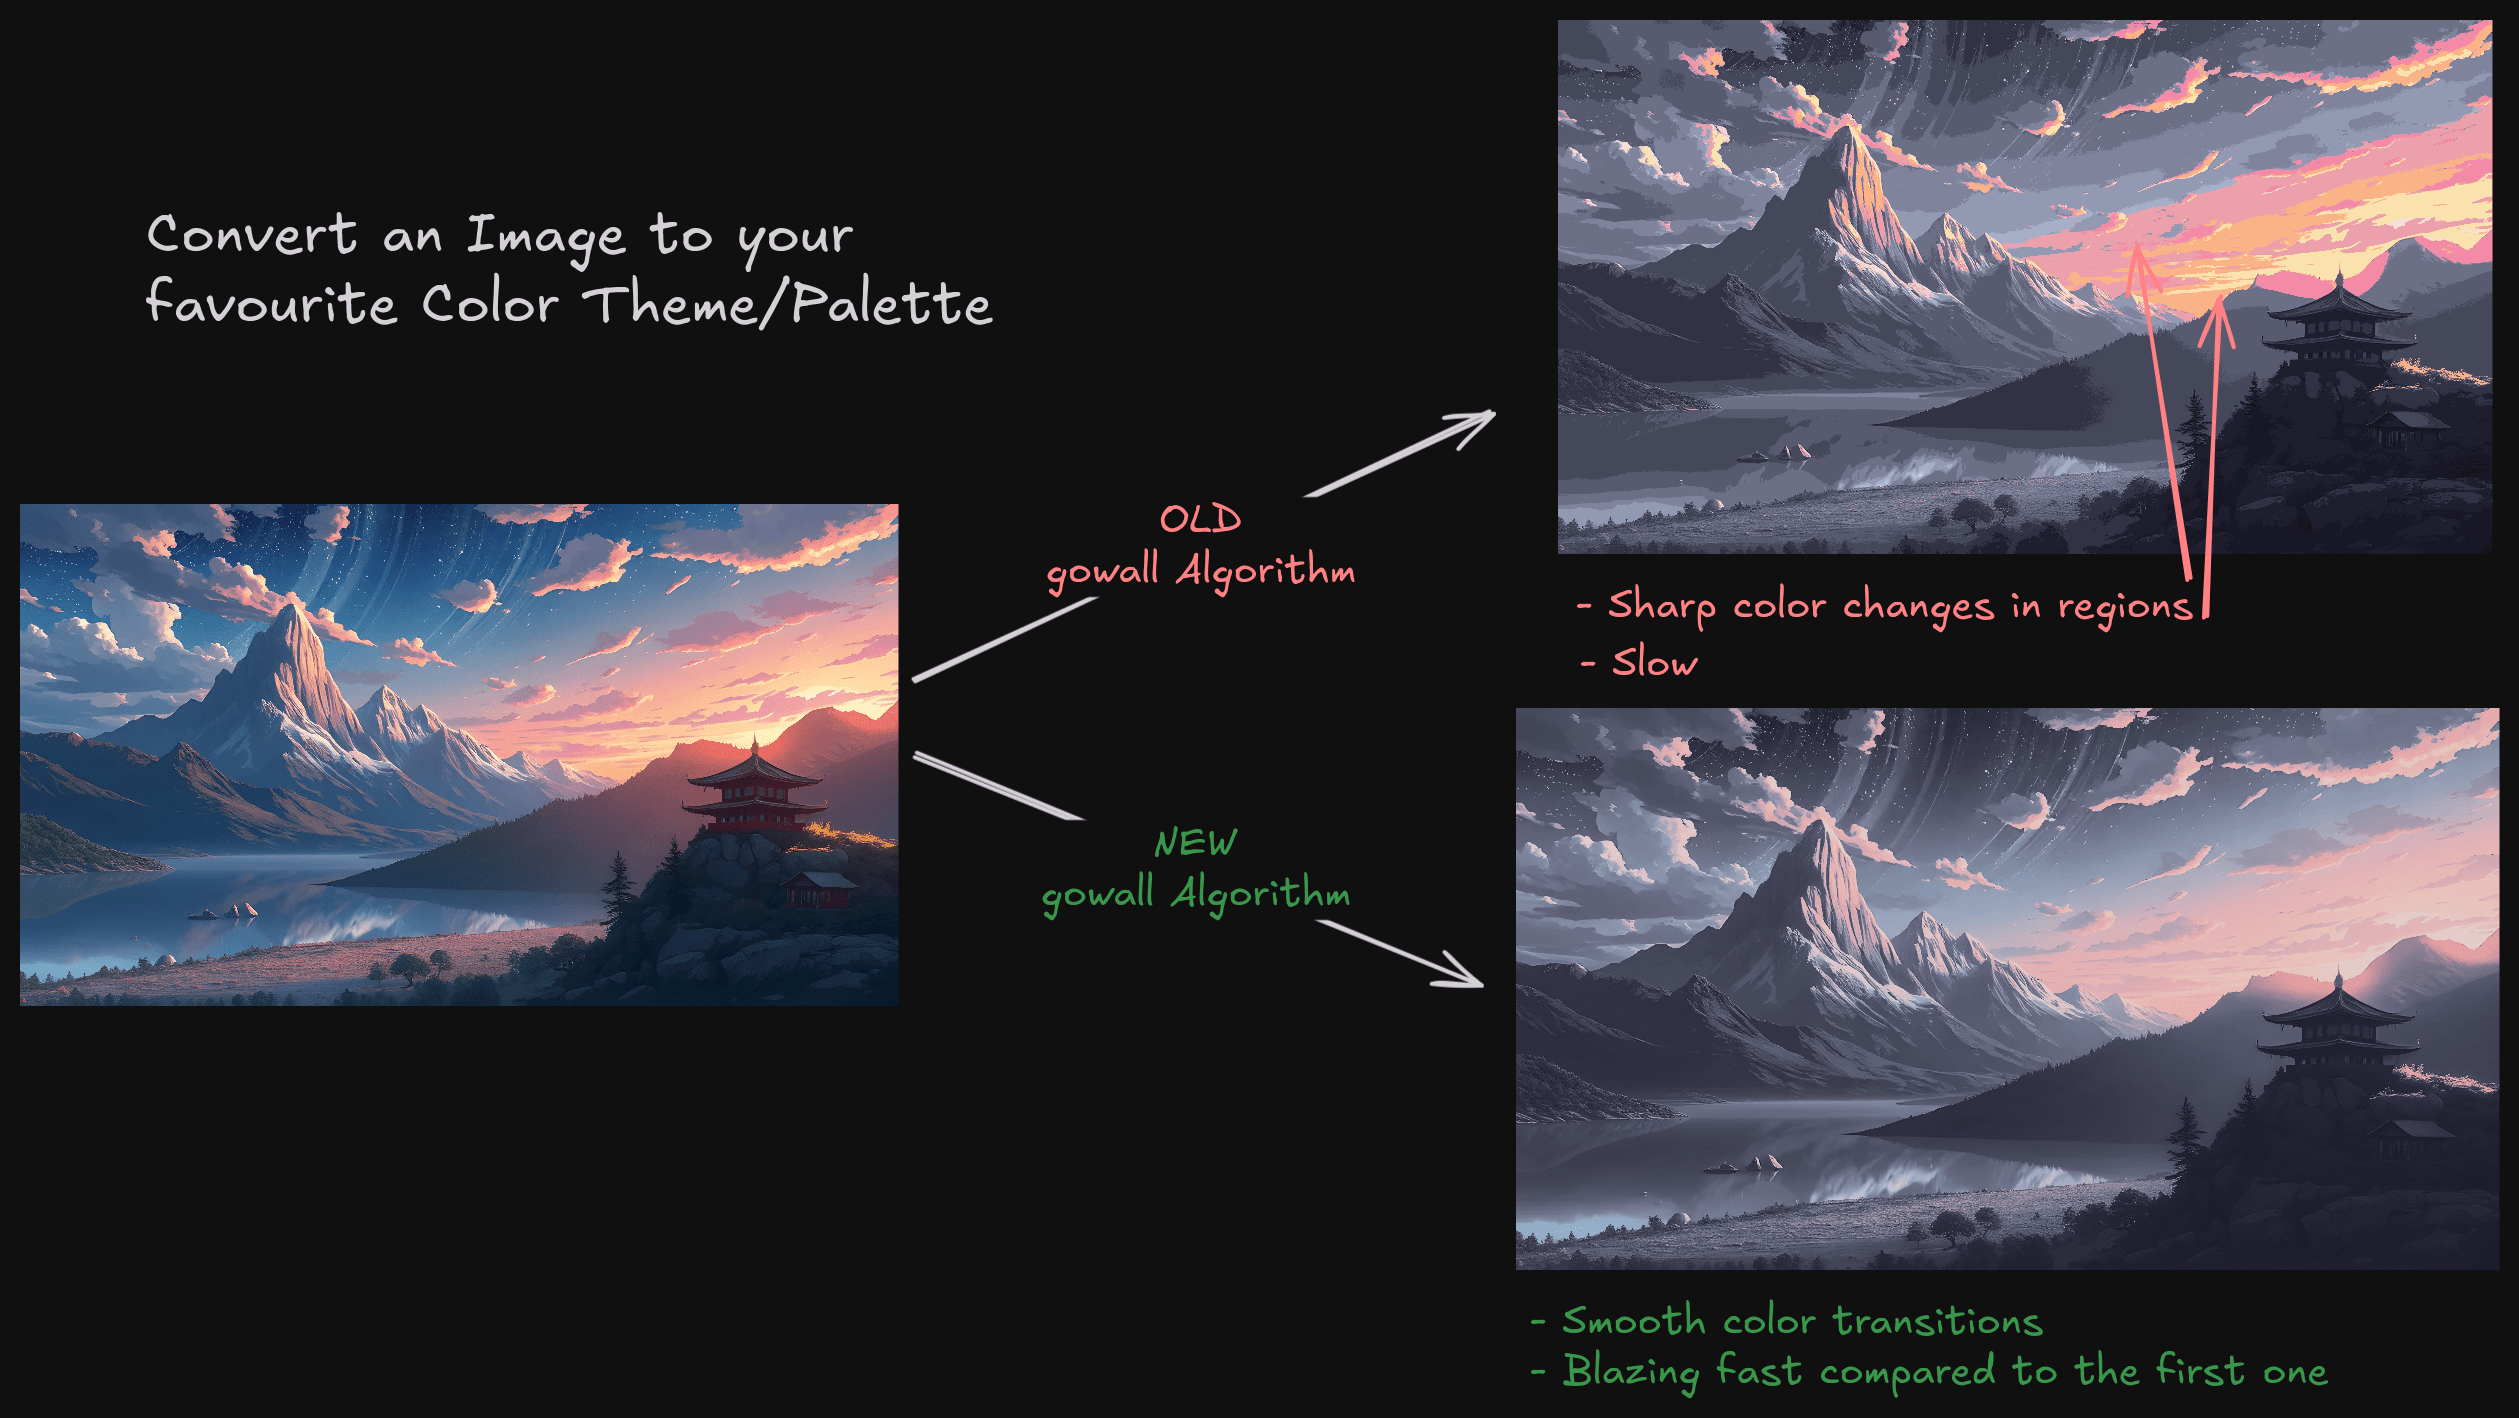 Convert an Image to your
favourite Color Theme/Palette
OLD
gowall Algorithm
- Sharp color changes in regions
- Slow
NEW
gowall Algorithm
- Smooth color transitions
- Blazing fast compared to the first one